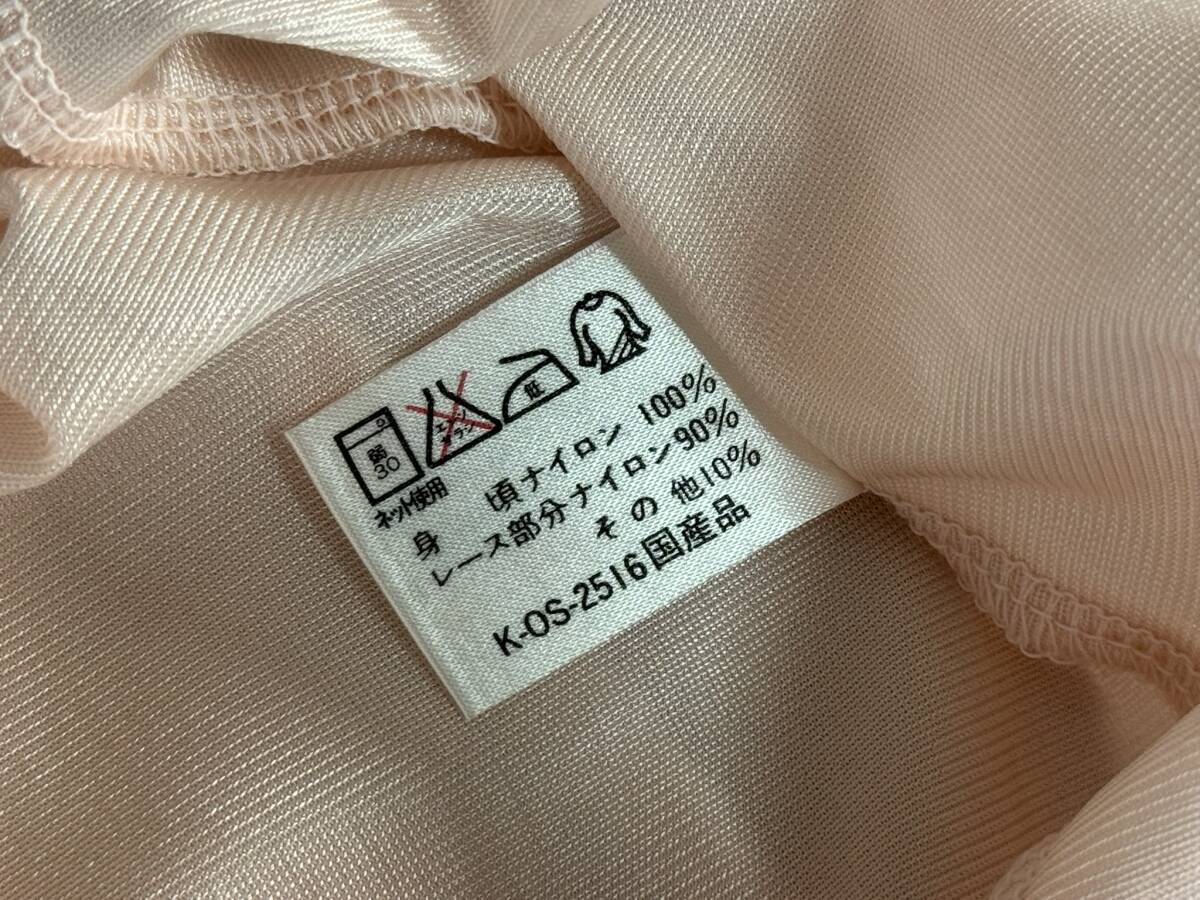 弱
30
エンソ
サラシ
低
ネット使用
身 頃ナイロン 100%
レース部分ナイロン90%
その他10%
K-OS-2516国産品